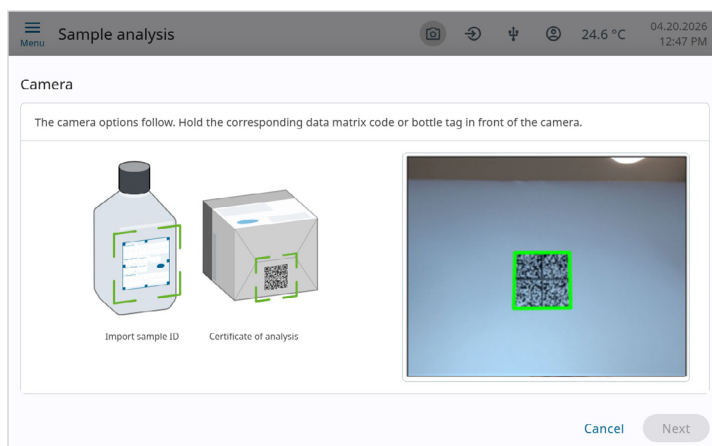 Menu
Sample analysis
24.6 °C
04.20.2026
12:47 PM
Camera
The camera options follow. Hold the corresponding data matrix code or bottle tag in front of the camera.
Import sample ID
Certificate of analysis
Cancel
Next